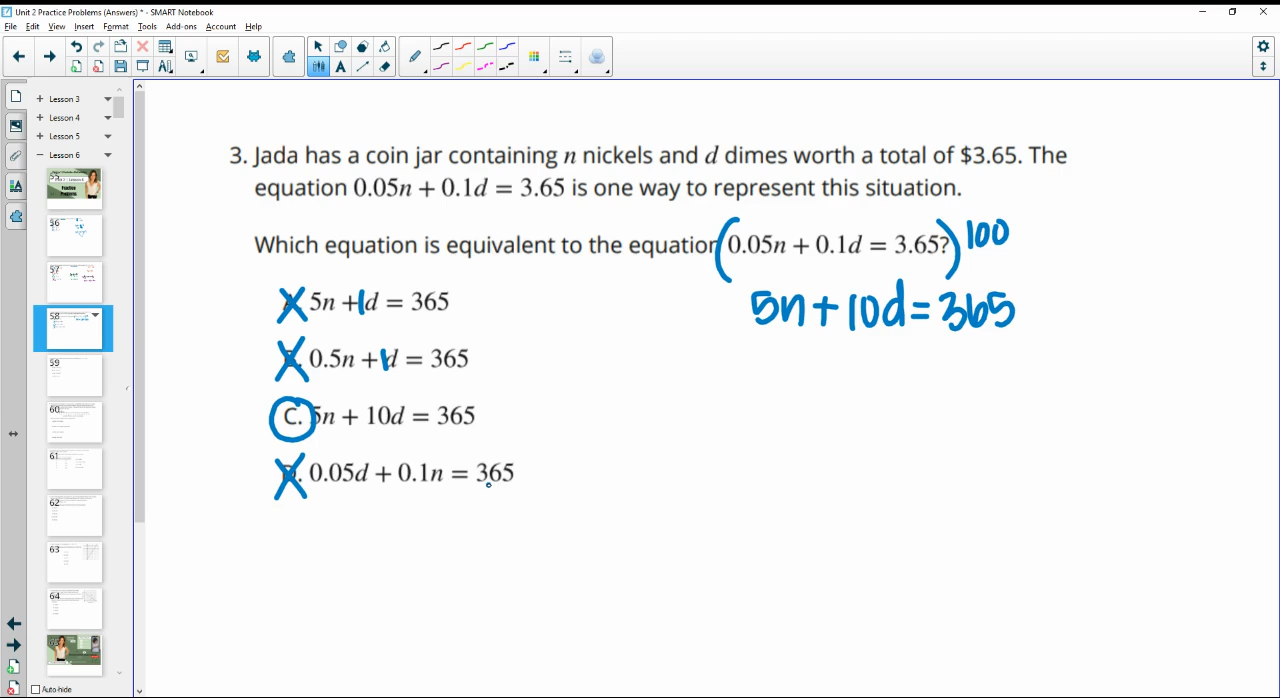 Unit 2 Practice Problems (Answers) * - SMART Notebook
File Edit View Insert Format Tools Add-ons Account Help
Lesson 3
Lesson 4
Lesson 5
Lesson 6
55
Practice
Problems
56
57
58
59
60
61
62
63
64
Auto-hide
3. Jada has a coin jar containing n nickels and d dimes worth a total of $3.65. The
equation 0.05n + 0.1d = 3.65 is one way to represent this situation.
Which equation is equivalent to the equation (0.05n + 0.1d = 3.65?) 100
5n + 10d = 365
5n + 1d = 365
0.5n + 1d = 365
C. 5n + 10d = 365
0.05d + 0.1n = 365